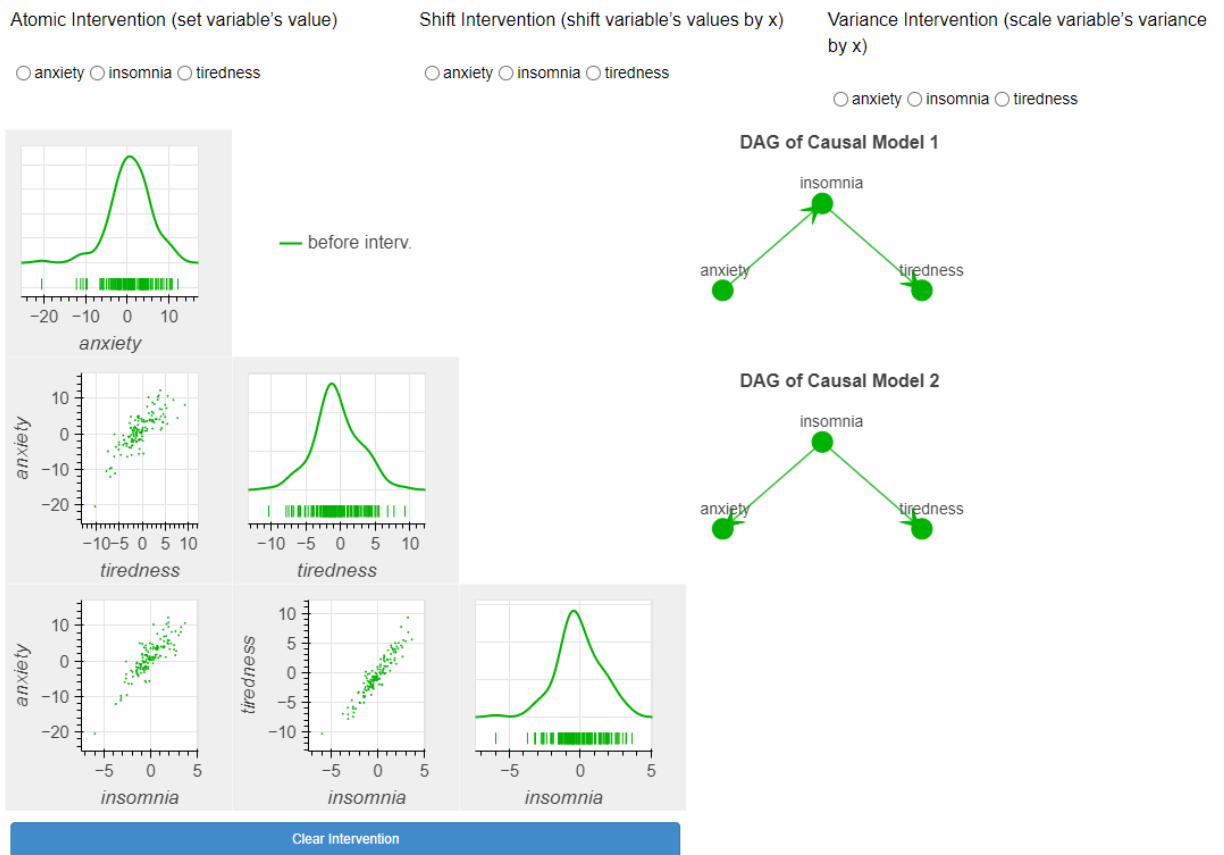 Atomic Intervention (set variable's value)
Shift Intervention (shift variable's values by x)
Variance Intervention (scale variable's variance
by x)
anxiety insomnia tiredness
anxiety insomnia tiredness
anxiety insomnia tiredness
before interv.
−20 −10 0 10
anxiety
DAG of Causal Model 1
insomnia
anxiety
tiredness
anxiety
10
0
−10
−20
−10 −5 0 5 10
tiredness
−10 −5 0 5 10
tiredness
DAG of Causal Model 2
insomnia
anxiety
tiredness
anxiety
10
0
−10
−20
−5 0 5
insomnia
tiredness
10
5
0
−5
−10
−5 0 5
insomnia
−5 0 5
insomnia
Clear Intervention